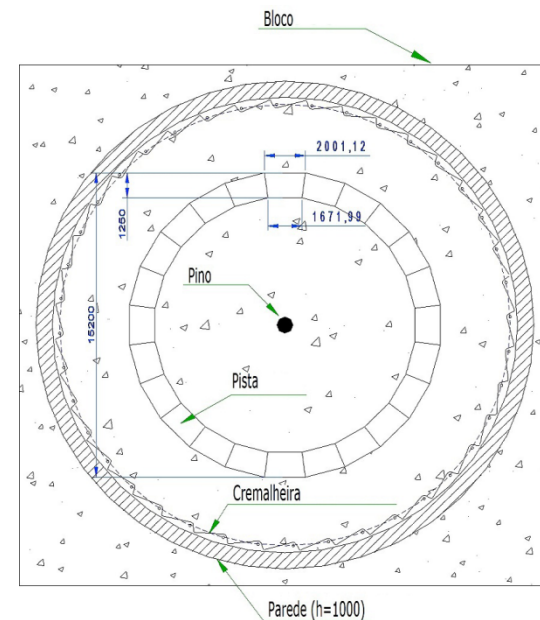 Bloco
2001,12
1250
1671,99
Pino
15200
Pista
Cremalheira
Parede (h=1000)